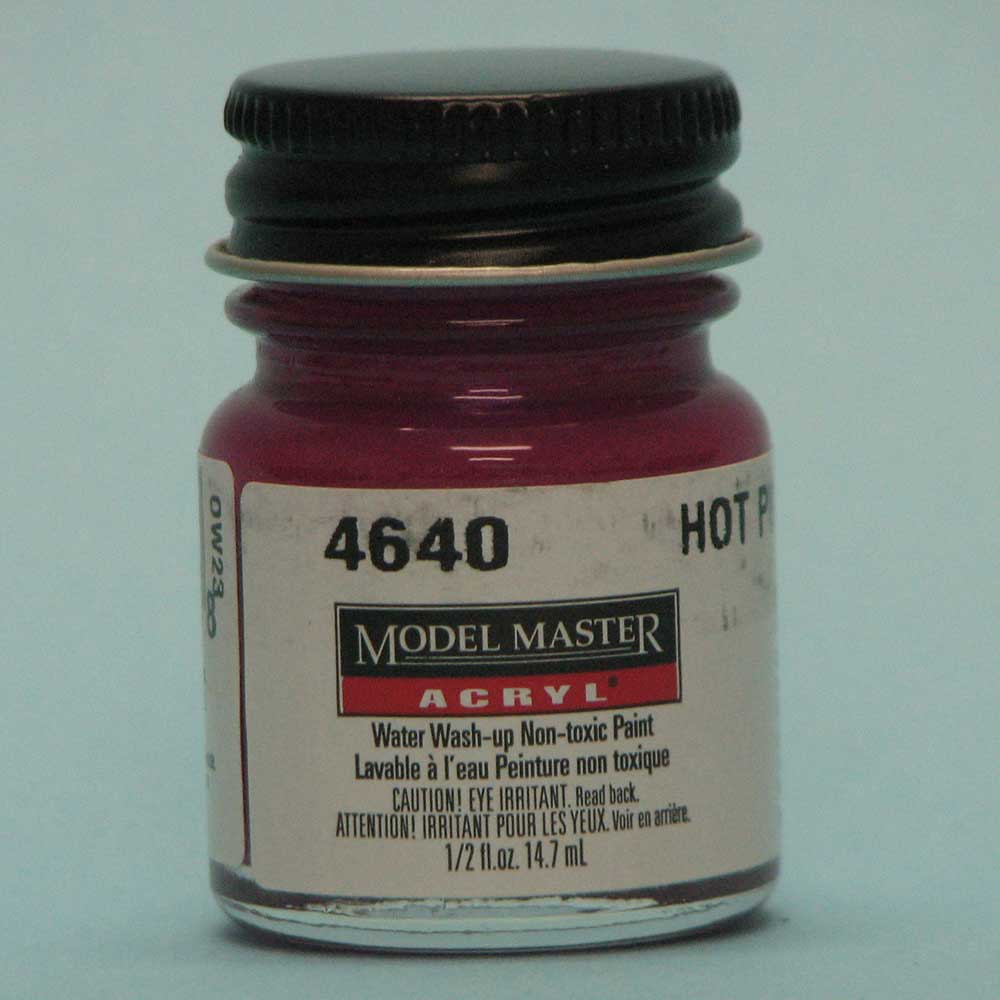 4640
HOT P
MODEL MASTER
ACRYL®
Water Wash-up Non-toxic Paint
Lavable à l'eau Peinture non toxique
CAUTION! EYE IRRITANT. Read back.
ATTENTION! IRRITANT POUR LES YEUX. Voir en arrière.
1/2 fl.oz. 14.7 mL